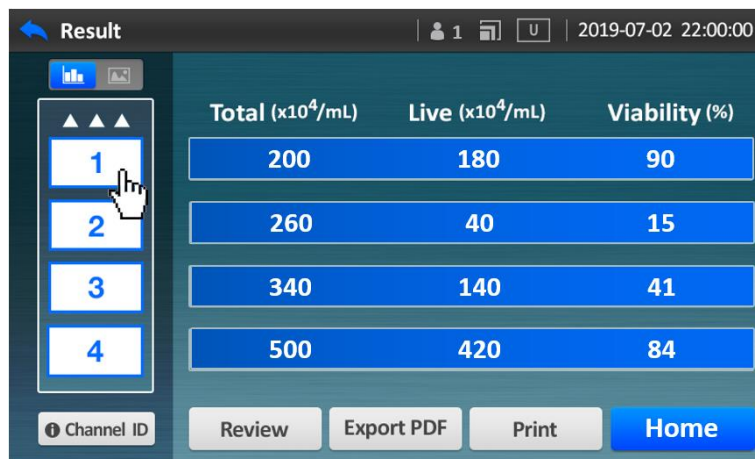 Result 1 U 2019-07-02 22:00:00
Total (x10⁴/mL) Live (x10⁴/mL) Viability (%)
1 200 180 90
2 260 40 15
3 340 140 41
4 500 420 84
Channel ID Review Export PDF Print Home